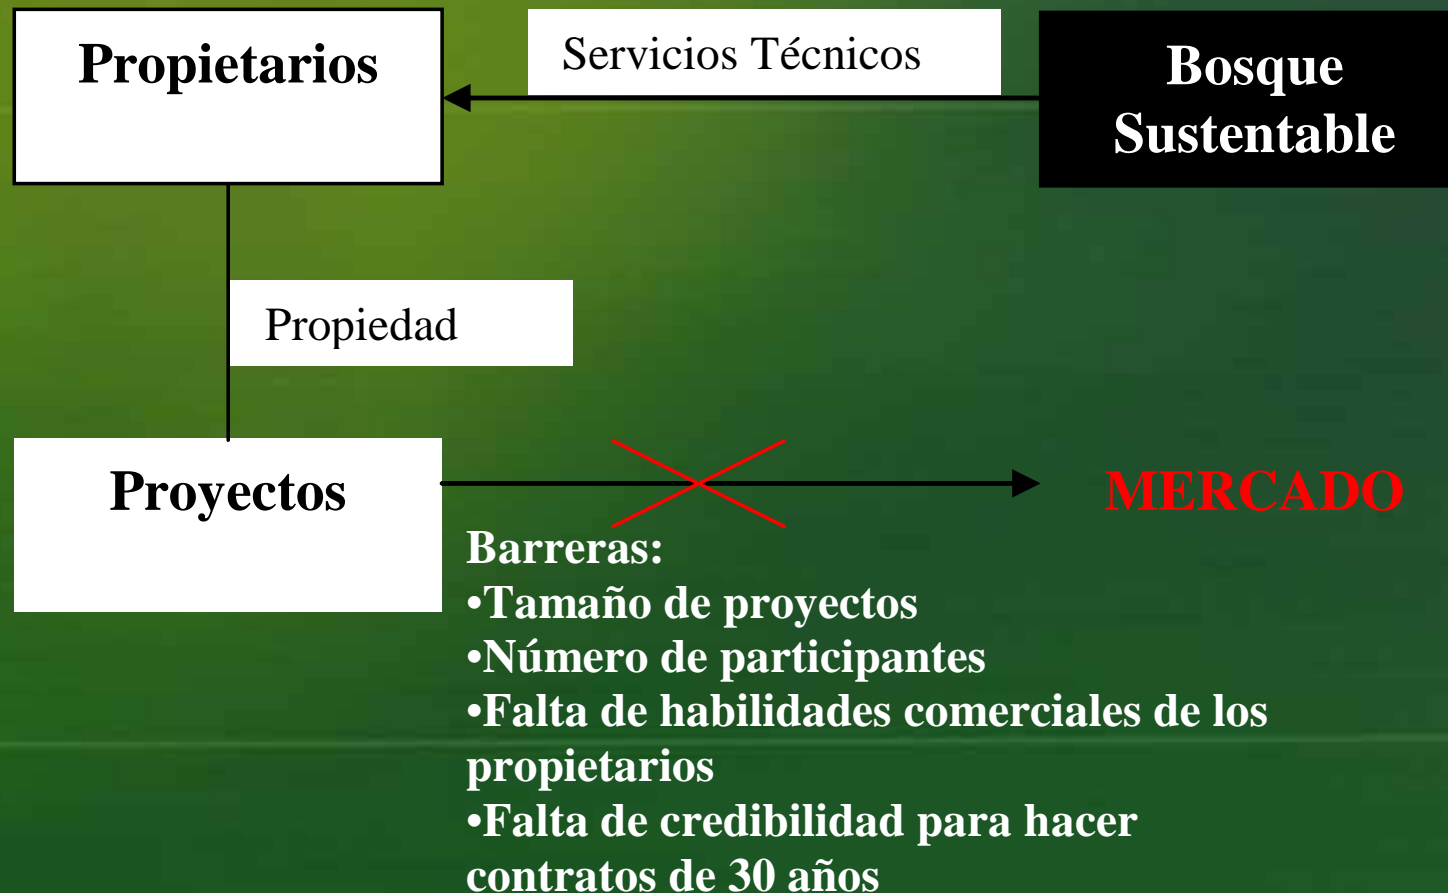 Propietarios
Servicios Técnicos
Bosque
Sustentable
Propiedad
Proyectos
MERCADO
Barreras:
•Tamaño de proyectos
•Número de participantes
•Falta de habilidades comerciales de los
propietarios
•Falta de credibilidad para hacer
contratos de 30 años